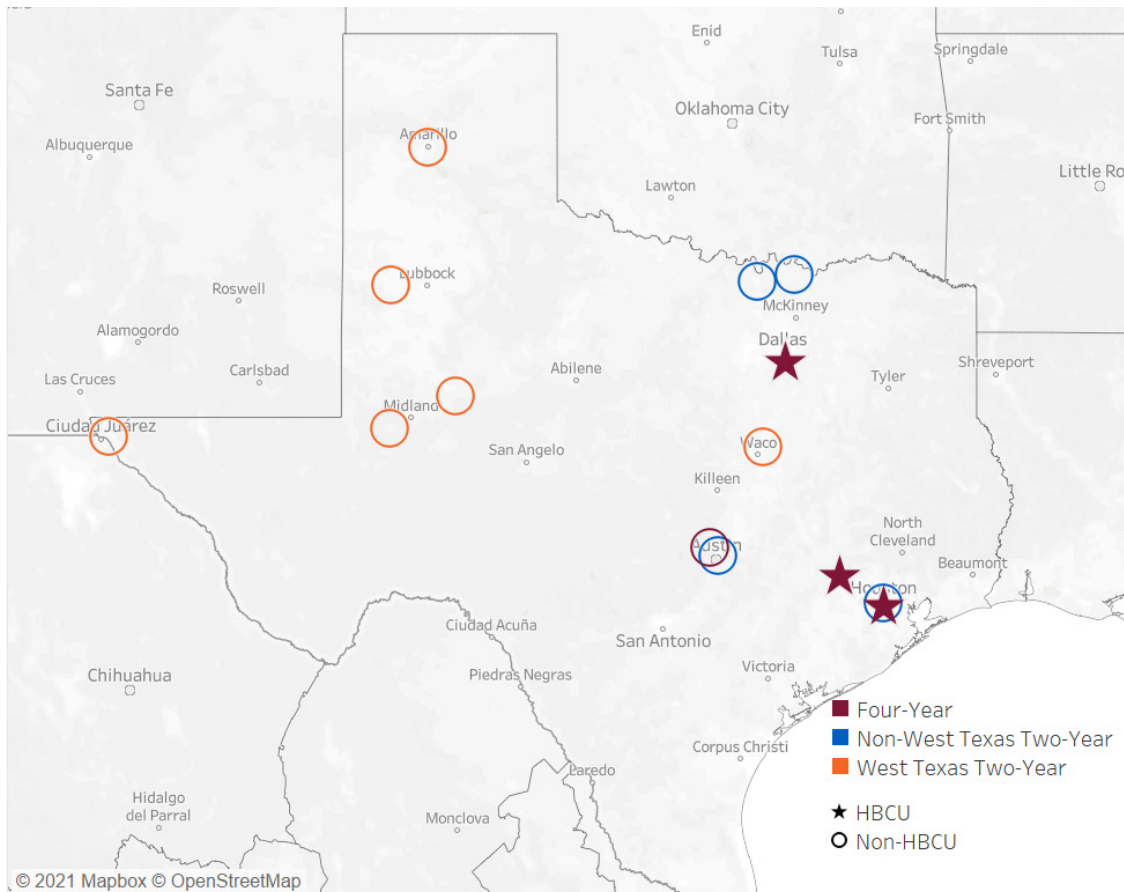 Enid
Tulsa
Springdale
Santa Fe
Oklahoma City
Fort Smith
Amarillo
Albuquerque
Little Ro
Lawton
Lubbock
Roswell
McKinney
Alamogordo
Dallas
Shreveport
Carlsbad
Abilene
Las Cruces
Tyler
Midland
Ciudad Juárez
Waco
San Angelo
Killeen
North
Cleveland
Austin
Beaumont
Houston
Ciudad Acuña
San Antonio
Victoria
Piedras Negras
Chihuahua
Four-Year
Non-West Texas Two-Year
Corpus Christi
West Texas Two-Year
Laredo
Hidalgo
del Parral
HBCU
Monclova
Non-HBCU
© 2021 Mapbox © OpenStreetMap